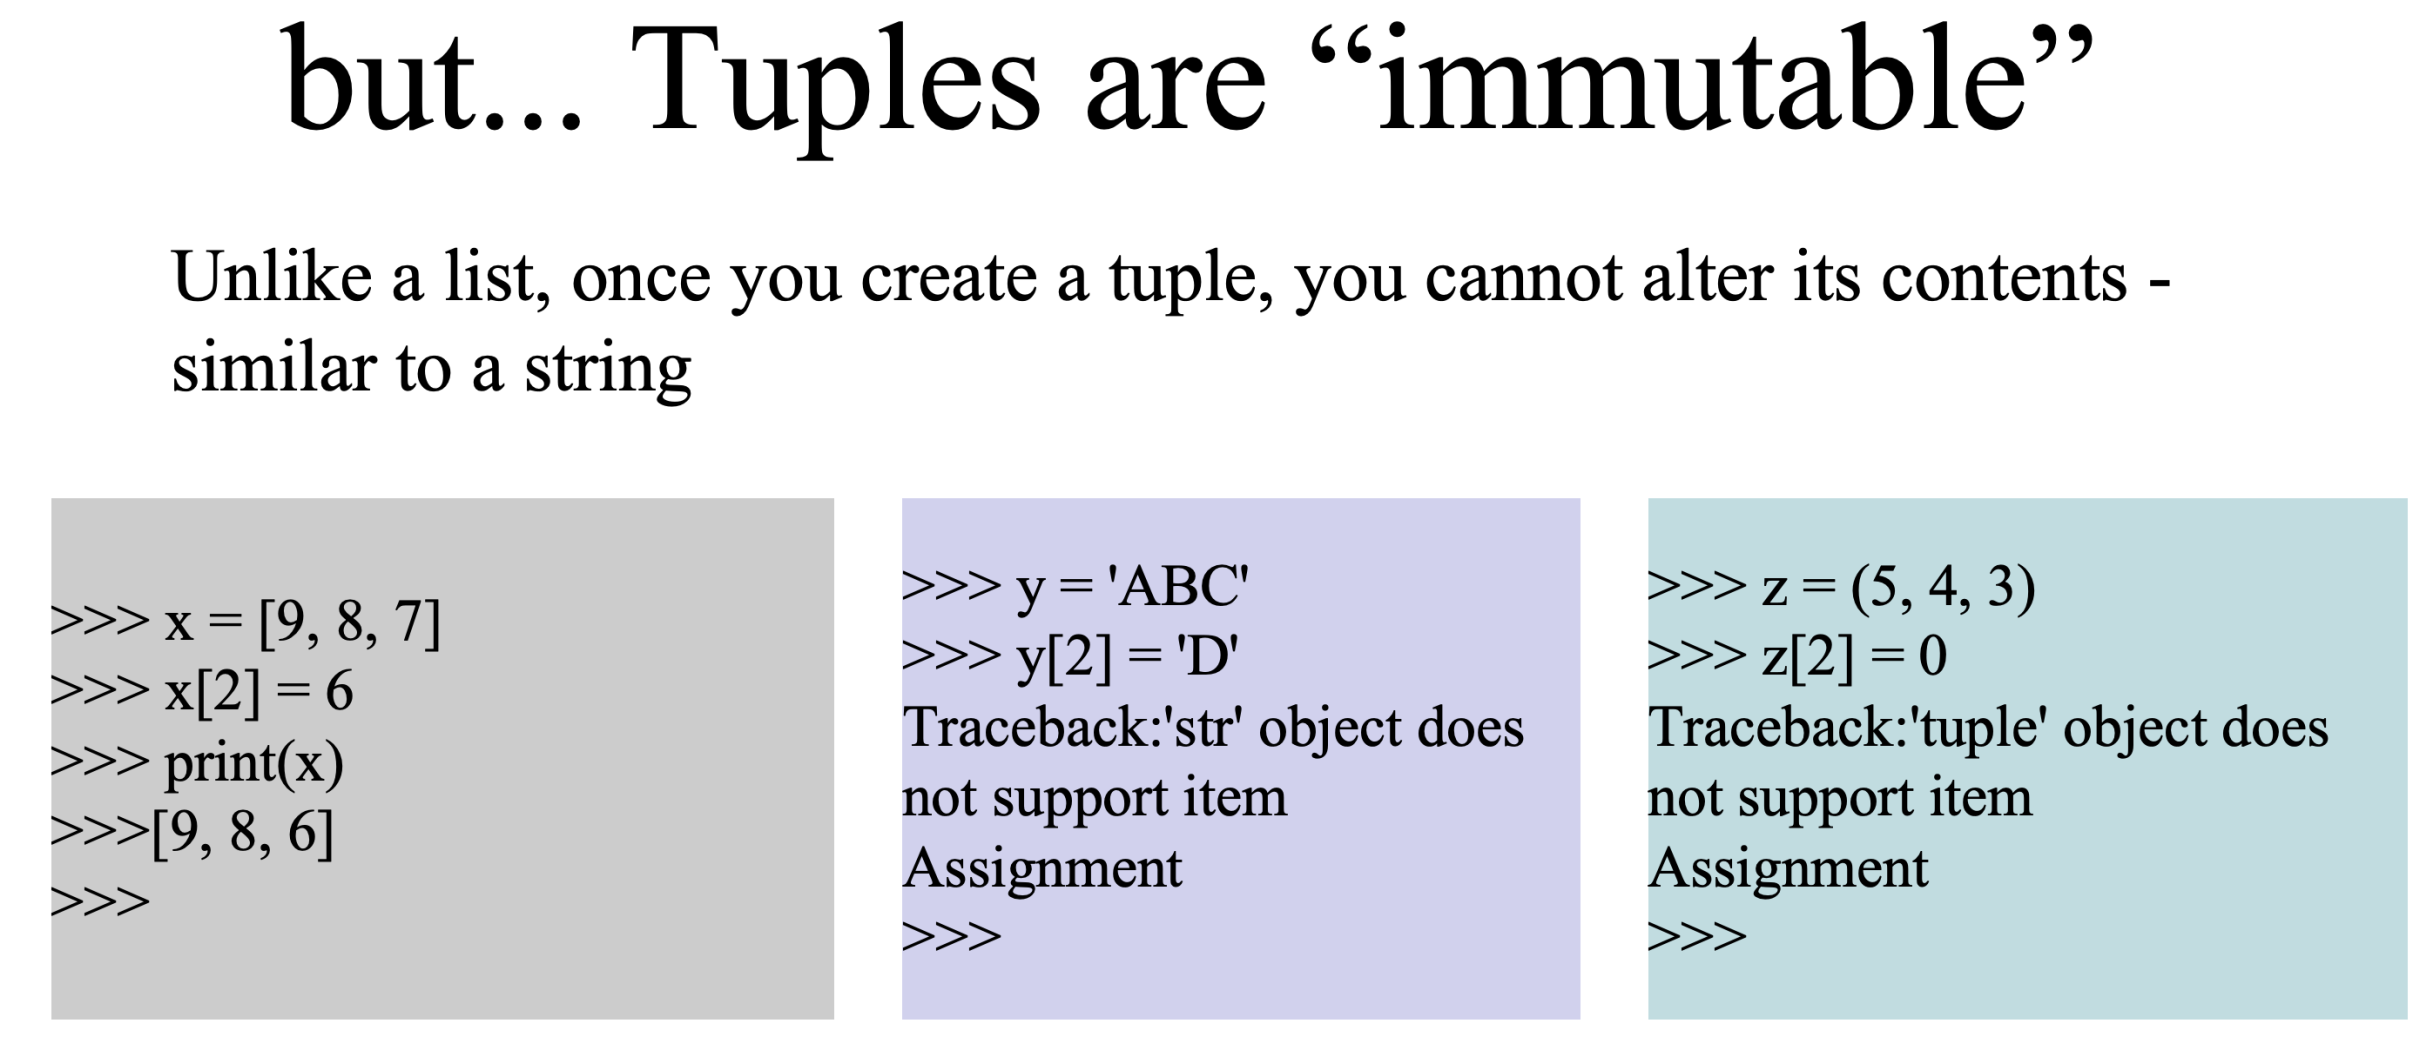 but... Tuples are “immutable”
Unlike a list, once you create a tuple, you cannot alter its contents -
similar to a string
>>> x = [9, 8, 7]
>>> x[2] = 6
>>> print(x)
>>>[9, 8, 6]
>>>
>>> y = 'ABC'
>>> y[2] = 'D'
Traceback:'str' object does
not support item
Assignment
>>>
>>> z = (5, 4, 3)
>>> z[2] = 0
Traceback:'tuple' object does
not support item
Assignment
>>>